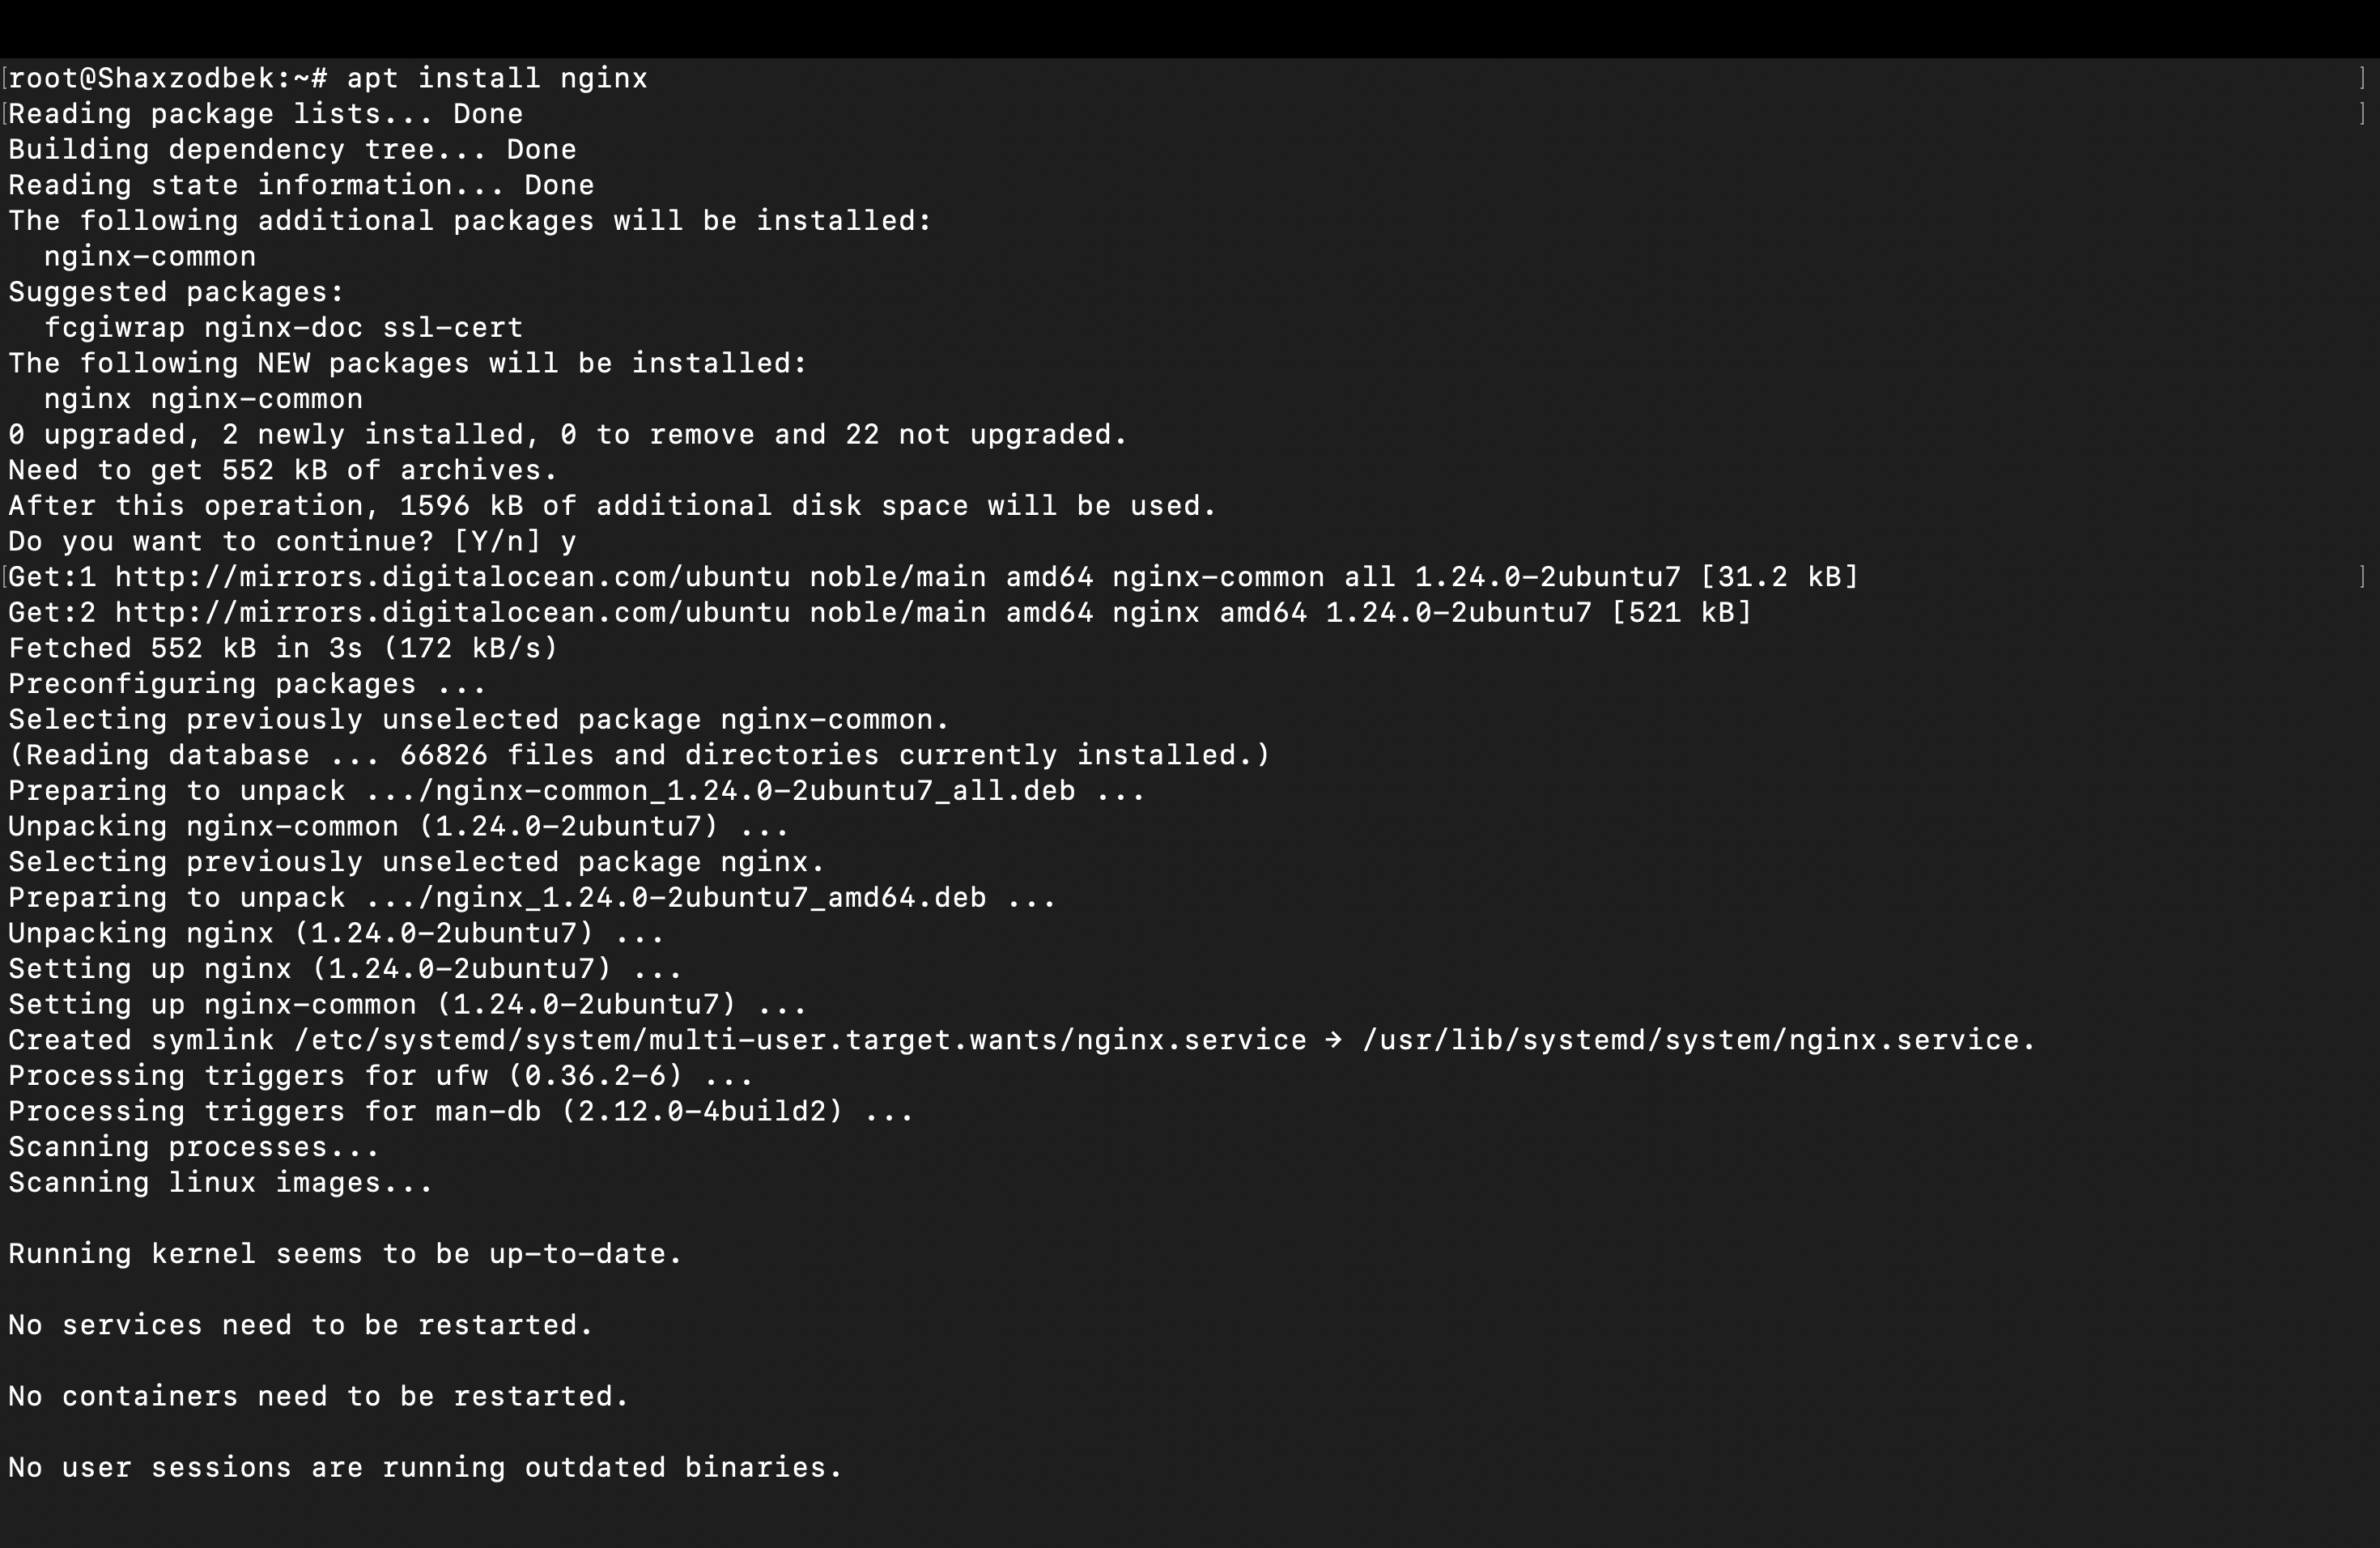 root@Shaxzodbek:~# apt install nginx
Reading package lists... Done
Building dependency tree... Done
Reading state information... Done
The following additional packages will be installed:
  nginx-common
Suggested packages:
  fcgiwrap nginx-doc ssl-cert
The following NEW packages will be installed:
  nginx nginx-common
0 upgraded, 2 newly installed, 0 to remove and 22 not upgraded.
Need to get 552 kB of archives.
After this operation, 1596 kB of additional disk space will be used.
Do you want to continue? [Y/n] y
Get:1 http://mirrors.digitalocean.com/ubuntu noble/main amd64 nginx-common all 1.24.0-2ubuntu7 [31.2 kB]
Get:2 http://mirrors.digitalocean.com/ubuntu noble/main amd64 nginx amd64 1.24.0-2ubuntu7 [521 kB]
Fetched 552 kB in 3s (172 kB/s)
Preconfiguring packages ...
Selecting previously unselected package nginx-common.
(Reading database ... 66826 files and directories currently installed.)
Preparing to unpack .../nginx-common_1.24.0-2ubuntu7_all.deb ...
Unpacking nginx-common (1.24.0-2ubuntu7) ...
Selecting previously unselected package nginx.
Preparing to unpack .../nginx_1.24.0-2ubuntu7_amd64.deb ...
Unpacking nginx (1.24.0-2ubuntu7) ...
Setting up nginx (1.24.0-2ubuntu7) ...
Setting up nginx-common (1.24.0-2ubuntu7) ...
Created symlink /etc/systemd/system/multi-user.target.wants/nginx.service → /usr/lib/systemd/system/nginx.service.
Processing triggers for ufw (0.36.2-6) ...
Processing triggers for man-db (2.12.0-4build2) ...
Scanning processes...
Scanning linux images...
Running kernel seems to be up-to-date.
No services need to be restarted.
No containers need to be restarted.
No user sessions are running outdated binaries.